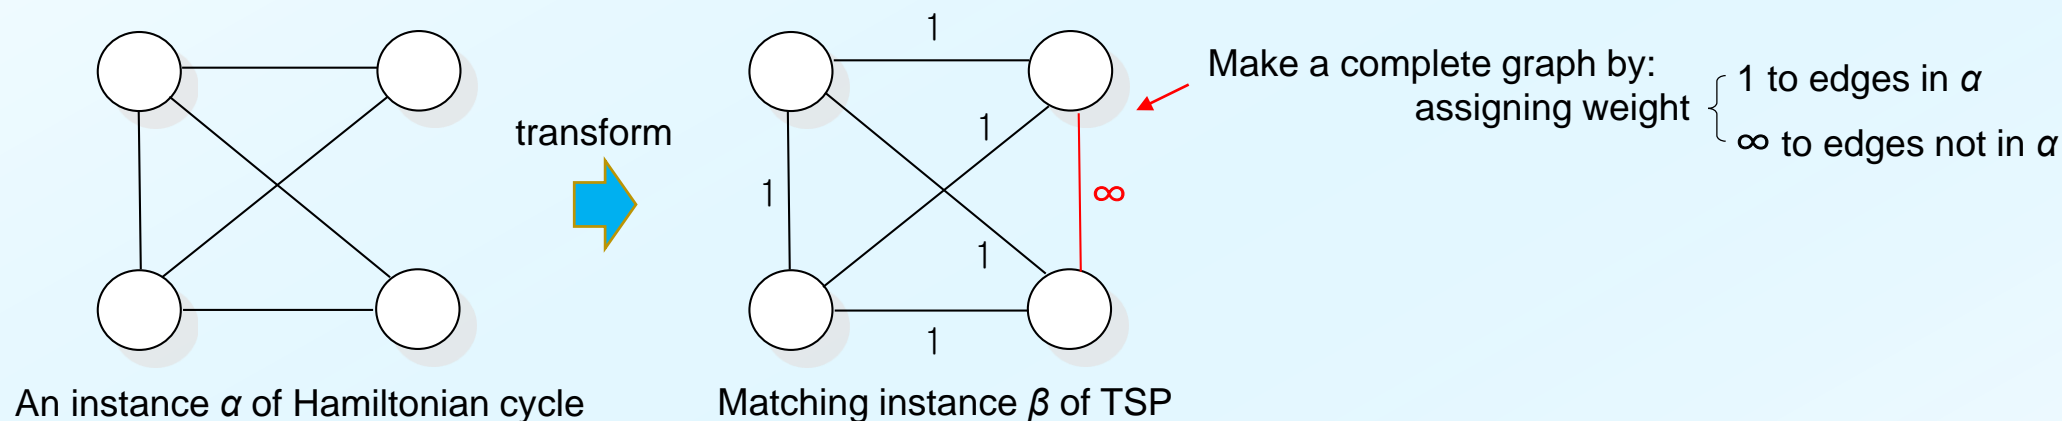 1
Make a complete graph by:
1 to edges in α
assigning weight
∞ to edges not in α
transform
1
1
∞
1
1
An instance α of Hamiltonian cycle
Matching instance β of TSP